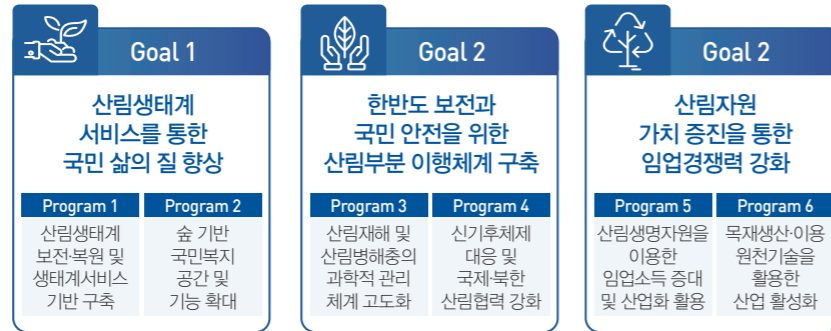 Goal 1
산림생태계
서비스를 통한
국민 삶의 질 향상
Program 1
산림생태계
보전·복원 및
생태계서비스
기반 구축
Program 2
숲 기반
국민복지
공간 및
기능 확대
Goal 2
한반도 보전과
국민 안전을 위한
산림부분 이행체계 구축
Program 3
산림재해 및
산림병해충의
과학적 관리
체계 고도화
Program 4
신기후체제
대응 및
국제·북한
산림협력 강화
Goal 2
산림자원
가치 증진을 통한
임업경쟁력 강화
Program 5
산림생명자원을
이용한
임업소득 증대
및 산업화 활용
Program 6
목재생산·이용
원천기술을
활용한
산업 활성화